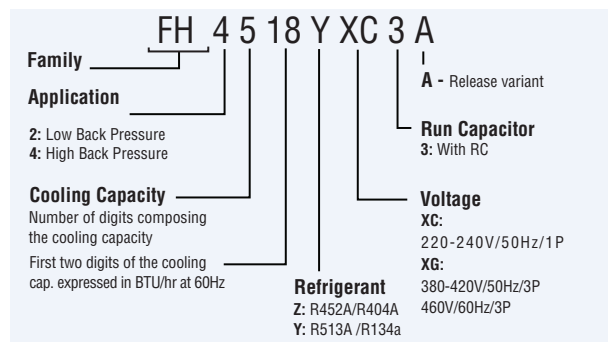 FH 4 5 18 Y XC 3 A
Family
A - Release variant
Application
2: Low Back Pressure
4: High Back Pressure
Run Capacitor
3: With RC
Cooling Capacity
Number of digits composing
the cooling capacity
First two digits of the cooling
cap. expressed in BTU/hr at 60Hz
Voltage
XC:
220-240V/50Hz/1P
XG:
380-420V/50Hz/3P
460V/60Hz/3P
Refrigerant
Z: R452A/R404A
Y: R513A /R134a